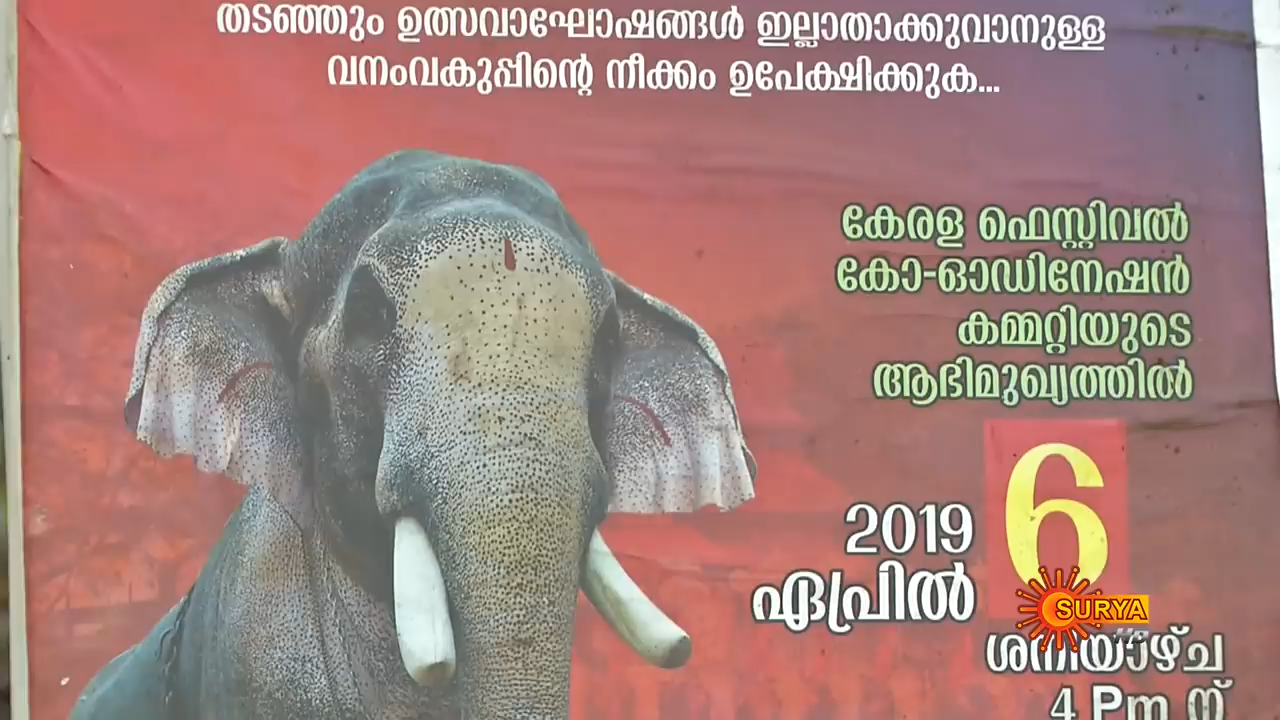 തടഞ്ഞും ഉത്സവാഘോഷങ്ങൾ ഇല്ലാതാക്കുവാനുള്ള
വനംവകുപ്പിന്റെ നീക്കം ഉപേക്ഷിക്കുക...
കേരള ഫെസ്റ്റിവൽ
കോ-ഓഡിനേഷൻ
കമ്മറ്റിയുടെ
ആഭിമുഖ്യത്തിൽ
2019
ഏപ്രിൽ
6
SURYA
ശനിയാഴ്ച
4 Pm ന്